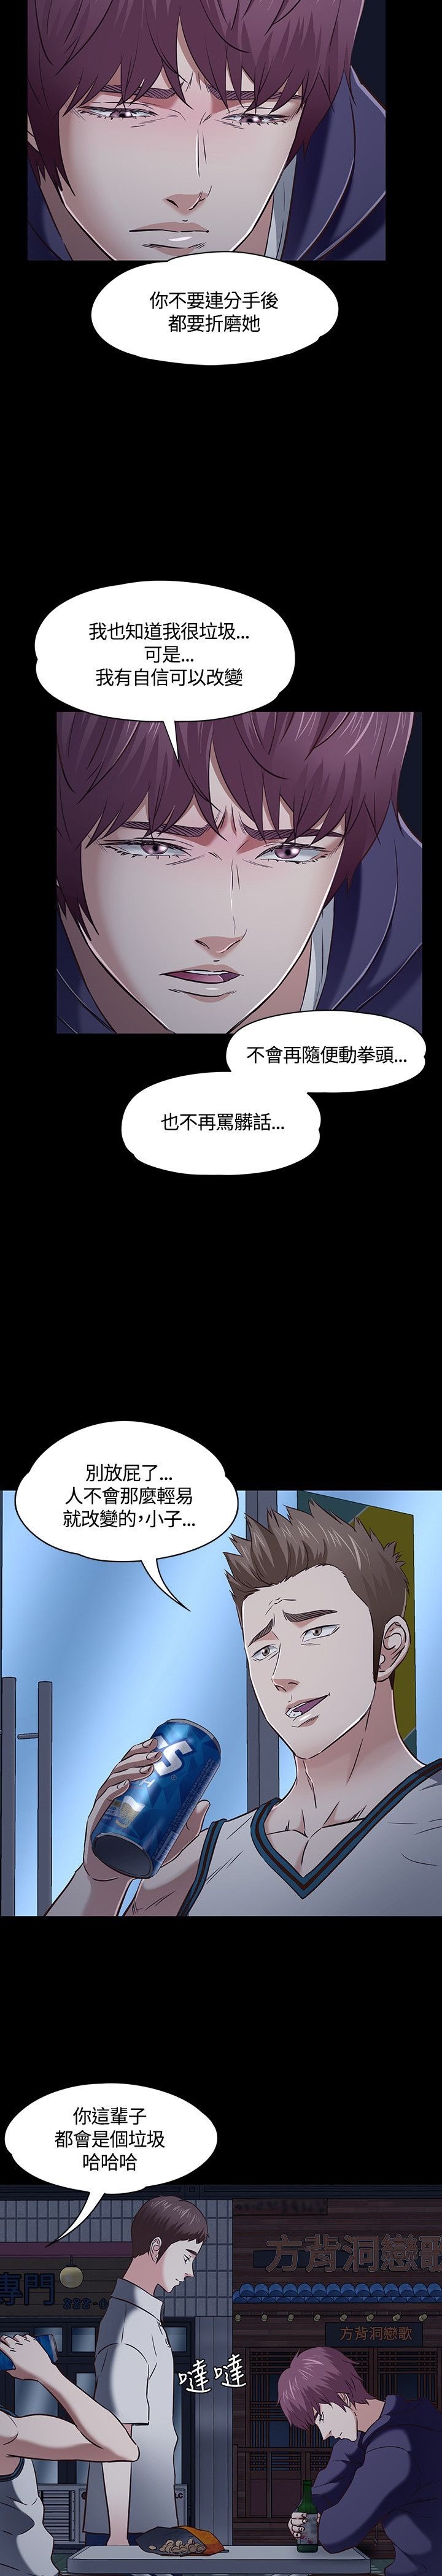 你不要連分手後
都要折磨她
我也知道我很垃圾...
可是...
我有自信可以改變
不會再隨便動拳頭...
也不再罵髒話...
別放屁了...
人不會那麼輕易
就改變的，小子...
你這輩子
都會是個垃圾
哈哈哈
方背洞戀歌
專門
方背洞戀歌
噠噠